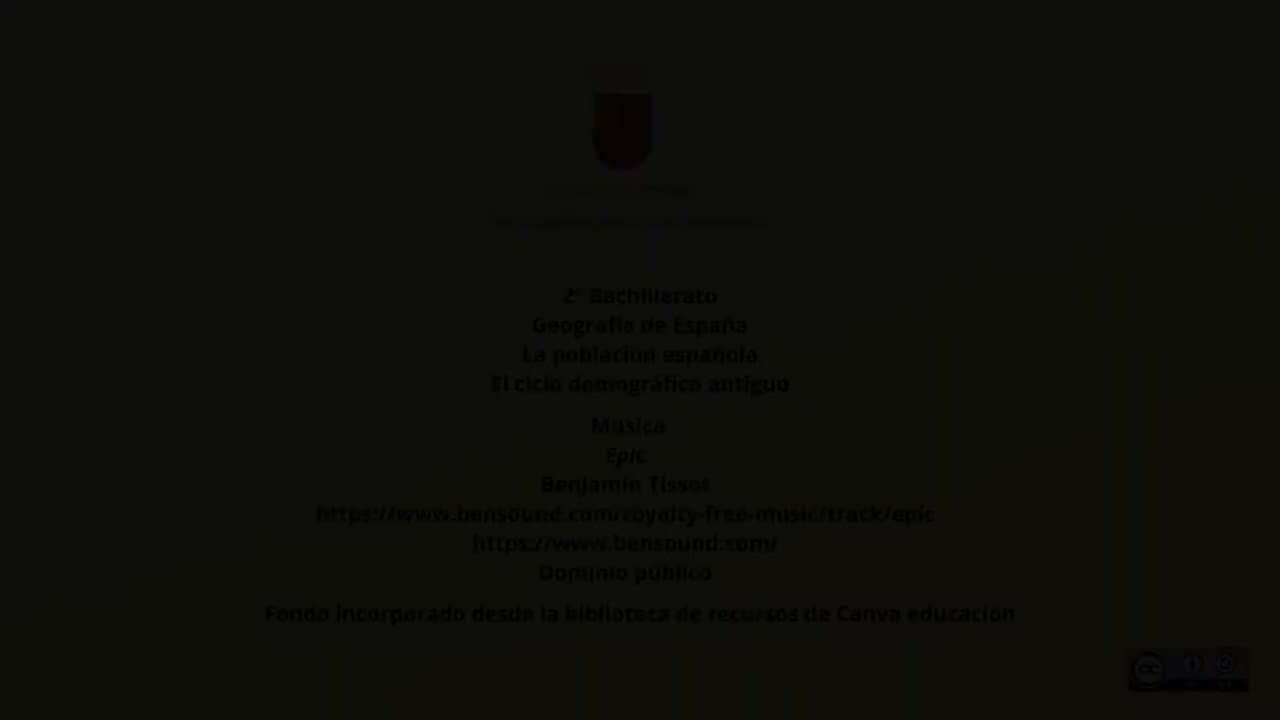 2º Bachillerato
Geografía de España
La población española
El ciclo demográfico antiguo
Música
Epic
Benjamin Tissot
https://www.bensound.com/royalty-free-music/track/epic
https://www.bensound.com/
Dominio público
Fondo incorporado desde la biblioteca de recursos de Canva educación
cc